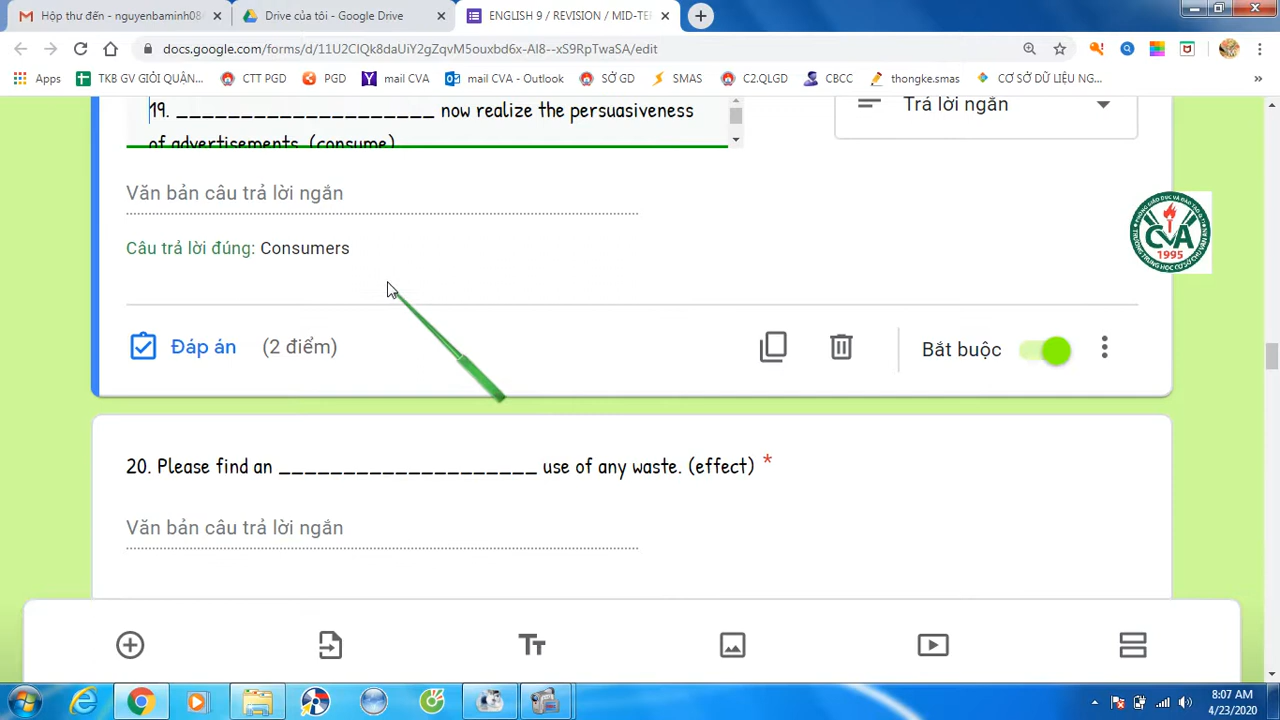 Hộp thư đến - nguyenbaminh08
Drive của tôi - Google Drive
ENGLISH 9 / REVISION / MID-TE
docs.google.com/forms/d/11U2ClQk8daUiY2gZqwM5ouxbd6x-AI8--xS9RpTwaSA/edit
Apps
TKB GV GIỎI QUẬN...
CTT PGD
PGD
mail CVA
mail CVA - Outlook
SỞ GD
SMAS
C2.QLGD
CBCC
thongke.smas
CƠ SỞ DỮ LIỆU NG...
»
19. ____________________ now realize the persuasiveness
of advertisements. (consume)
Trả lời ngắn
Văn bản câu trả lời ngắn
Câu trả lời đúng: Consumers
CVA
1995
Đáp án (2 điểm)
Bắt buộc
20. Please find an ____________________ use of any waste. (effect) *
Văn bản câu trả lời ngắn
Tт
8:07 AM
4/23/2020